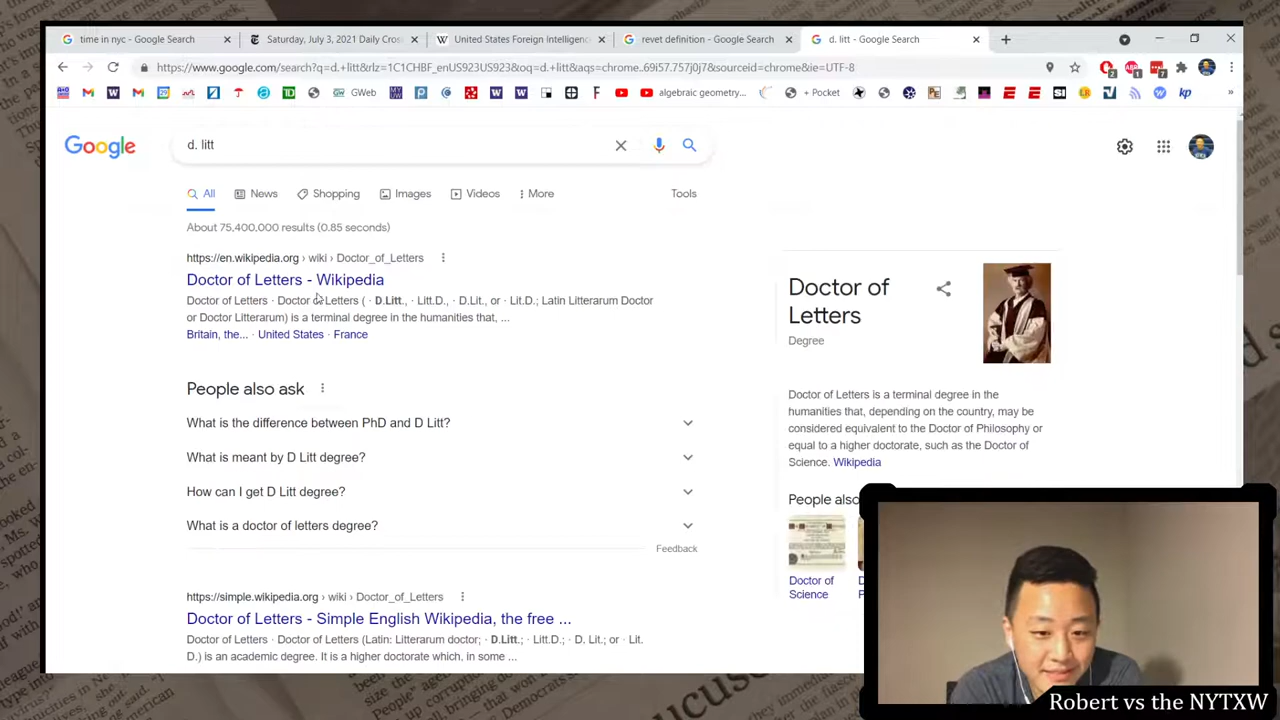 time in nyc - Google Search
Saturday, July 3, 2021 Daily Cros
United States Foreign Intelligenc
revet definition - Google Search
d. litt - Google Search
https://www.google.com/search?q=d.+litt&rlz=1C1CHBF_enUS923US923&oq=d.+litt&aqs=chrome..69i57.757j0j7&sourceid=chrome&ie=UTF-8
GWeb
algebraic geometry...
+ Pocket
kp
Google
d. litt
All
News
Shopping
Images
Videos
More
Tools
About 75,400,000 results (0.85 seconds)
https://en.wikipedia.org › wiki › Doctor_of_Letters
Doctor of Letters - Wikipedia
Doctor of Letters · Doctor of Letters ( · D.Litt., · Litt.D., · D.Lit., or · Lit.D.; Latin Litterarum Doctor
or Doctor Litterarum) is a terminal degree in the humanities that, ...
Britain, the... · United States · France
People also ask
What is the difference between PhD and D Litt?
What is meant by D Litt degree?
How can I get D Litt degree?
What is a doctor of letters degree?
Feedback
https://simple.wikipedia.org › wiki › Doctor_of_Letters
Doctor of Letters - Simple English Wikipedia, the free ...
Doctor of Letters · Doctor of Letters (Latin: Litterarum doctor; · D.Litt.; · Litt.D.; · D. Lit.; or · Lit.
D.) is an academic degree. It is a higher doctorate which, in some ...
Doctor of
Letters
Degree
Doctor of Letters is a terminal degree in the
humanities that, depending on the country, may be
considered equivalent to the Doctor of Philosophy or
equal to a higher doctorate, such as the Doctor of
Science. Wikipedia
People also
Doctor of
Science
Robert vs the NYTXW